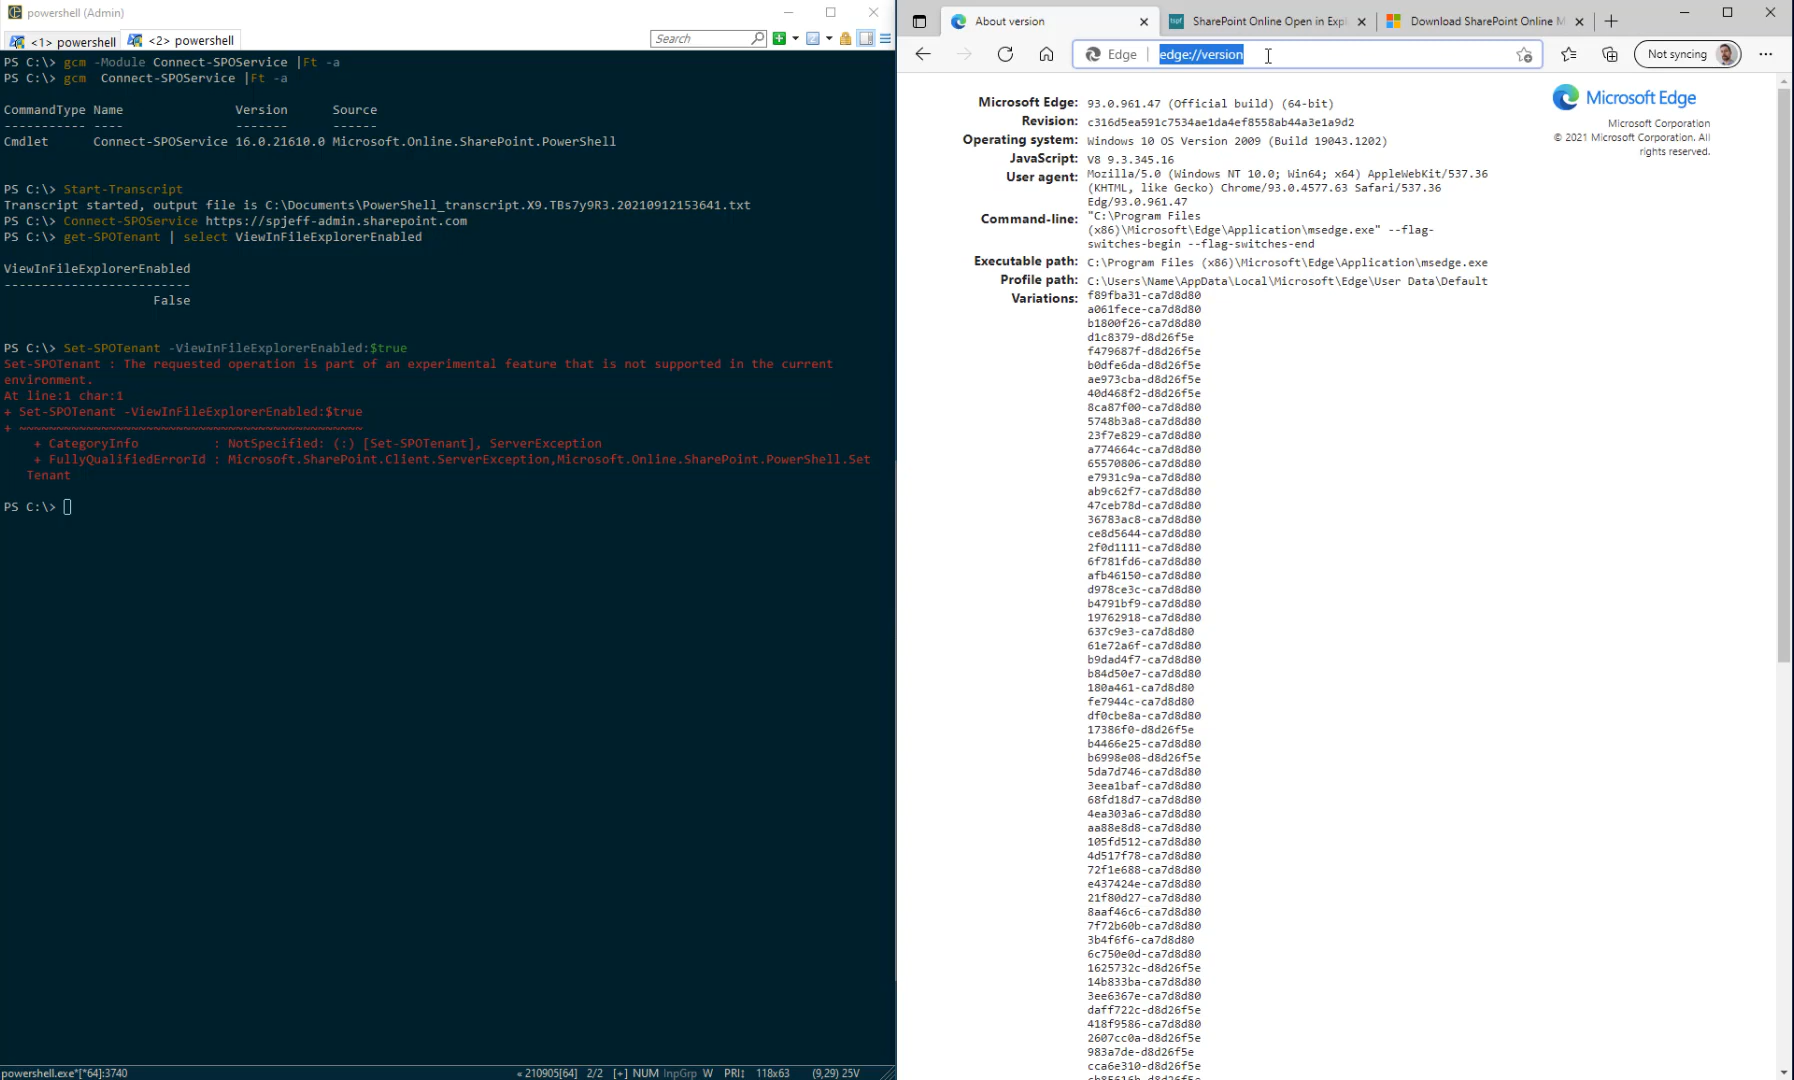 powershell (Admin)
<1> powershell
<2> powershell
Search
PS C:\> gcm -Module Connect-SPOService |Ft -a
PS C:\> gcm  Connect-SPOService |Ft -a
CommandType Name Version Source
----------- ---- ------- ------
Cmdlet Connect-SPOService 16.0.21610.0 Microsoft.Online.SharePoint.PowerShell
PS C:\> Start-Transcript
Transcript started, output file is C:\Documents\PowerShell_transcript.X9.TBs7y9R3.20210912153641.txt
PS C:\> Connect-SPOService https://spjeff-admin.sharepoint.com
PS C:\> get-SPOTenant | select ViewInFileExplorerEnabled
ViewInFileExplorerEnabled
-------------------------
False
PS C:\> Set-SPOTenant -ViewInFileExplorerEnabled:$true
Set-SPOTenant : The requested operation is part of an experimental feature that is not supported in the current
environment.
At line:1 char:1
+ Set-SPOTenant -ViewInFileExplorerEnabled:$true
+ ~~~~~~~~~~~~~~~~~~~~~~~~~~~~~~~~~~~~~~~~~~~~~~
+ CategoryInfo : NotSpecified: (:) [Set-SPOTenant], ServerException
+ FullyQualifiedErrorId : Microsoft.SharePoint.Client.ServerException,Microsoft.Online.SharePoint.PowerShell.Set
Tenant
PS C:\>
powershell.exe*[*64]:3740
« 210905[64] 2/2 [+] NUM InpGrp W PRI↕ 118x63 (9,29) 25V
About version
SharePoint Online Open in Expl
Download SharePoint Online M
Edge
edge://version
Not syncing
Microsoft Edge
Microsoft Corporation
© 2021 Microsoft Corporation. All
rights reserved.
Microsoft Edge: 93.0.961.47 (Official build) (64-bit)
Revision: c316d5ea591c7534ae1da4ef8558ab44a3e1a9d2
Operating system: Windows 10 OS Version 2009 (Build 19043.1202)
JavaScript: V8 9.3.345.16
User agent: Mozilla/5.0 (Windows NT 10.0; Win64; x64) AppleWebKit/537.36
(KHTML, like Gecko) Chrome/93.0.4577.63 Safari/537.36
Edg/93.0.961.47
Command-line: "C:\Program Files
(x86)\Microsoft\Edge\Application\msedge.exe" --flag-
switches-begin --flag-switches-end
Executable path: C:\Program Files (x86)\Microsoft\Edge\Application\msedge.exe
Profile path: C:\Users\Name\AppData\Local\Microsoft\Edge\User Data\Default
Variations: f89fba31-ca7d8d80
a061fece-ca7d8d80
b1800f26-ca7d8d80
d1c8379-d8d26f5e
f479687f-d8d26f5e
b0dfe6da-d8d26f5e
ae973cba-d8d26f5e
40d468f2-d8d26f5e
8ca87f00-ca7d8d80
5748b3a8-ca7d8d80
23f7e829-ca7d8d80
a774664c-ca7d8d80
65570806-ca7d8d80
e7931c9a-ca7d8d80
ab9c62f7-ca7d8d80
47ceb78d-ca7d8d80
36783ac8-ca7d8d80
ce8d5644-ca7d8d80
2f0d1111-ca7d8d80
6f781fd6-ca7d8d80
afb46150-ca7d8d80
d978ce3c-ca7d8d80
b4791bf9-ca7d8d80
19762918-ca7d8d80
637c9e3-ca7d8d80
61e72a6f-ca7d8d80
b9dad4f7-ca7d8d80
b84d50e7-ca7d8d80
180a461-ca7d8d80
fe7944c-ca7d8d80
df0cbe8a-ca7d8d80
17386f0-d8d26f5e
b4466e25-ca7d8d80
b6998e08-d8d26f5e
5da7d746-ca7d8d80
3eea1baf-ca7d8d80
68fd18d7-ca7d8d80
4ea303a6-ca7d8d80
aa88e8d8-ca7d8d80
105fd512-ca7d8d80
4d517f78-ca7d8d80
72f1e688-ca7d8d80
e437424e-ca7d8d80
21f80d27-ca7d8d80
8aaf46c6-ca7d8d80
7f72b60b-ca7d8d80
3b4f6f6-ca7d8d80
6c750e0d-ca7d8d80
1625732c-d8d26f5e
14b833ba-ca7d8d80
3ee6367e-ca7d8d80
daff722c-d8d26f5e
418f9586-ca7d8d80
2607cc0a-d8d26f5e
983a7de-d8d26f5e
cca6e310-d8d26f5e